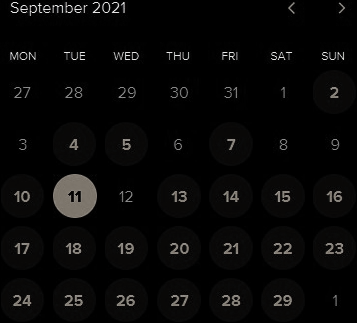 September 2021
MON TUE WED THU FRI SAT SUN
27 28 29 30 31 1 2
3 4 5 6 7 8 9
10 11 12 13 14 15 16
17 18 19 20 21 22 23
24 25 26 27 28 29 1